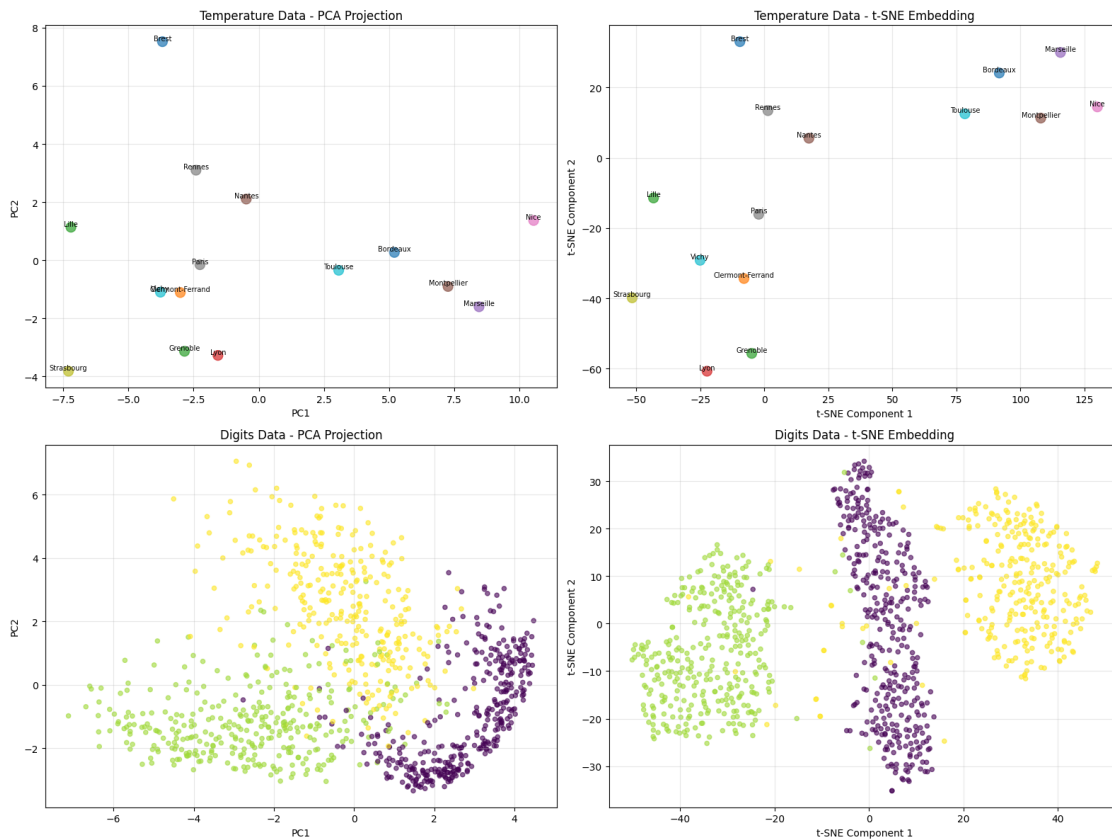 Temperature Data - PCA Projection
8
6
4
2
0
−2
−4
PC2
Brest
Rennes
Nantes
Lille
Nice
Paris
Bordeaux
Toulouse
Vichy
Clermont-Ferrand
Montpellier
Marseille
Grenoble
Lyon
Strasbourg
−7.5 −5.0 −2.5 0.0 2.5 5.0 7.5 10.0
PC1
Temperature Data - t-SNE Embedding
20
0
−20
−40
−60
t-SNE Component 2
Brest
Marseille
Bordeaux
Rennes
Toulouse
Montpellier
Nice
Nantes
Lille
Paris
Vichy
Clermont-Ferrand
Strasbourg
Grenoble
Lyon
−50 −25 0 25 50 75 100 125
t-SNE Component 1
Digits Data - PCA Projection
6
4
2
0
−2
PC2
−6 −4 −2 0 2 4
PC1
Digits Data - t-SNE Embedding
30
20
10
0
−10
−20
−30
t-SNE Component 2
−40 −20 0 20 40
t-SNE Component 1